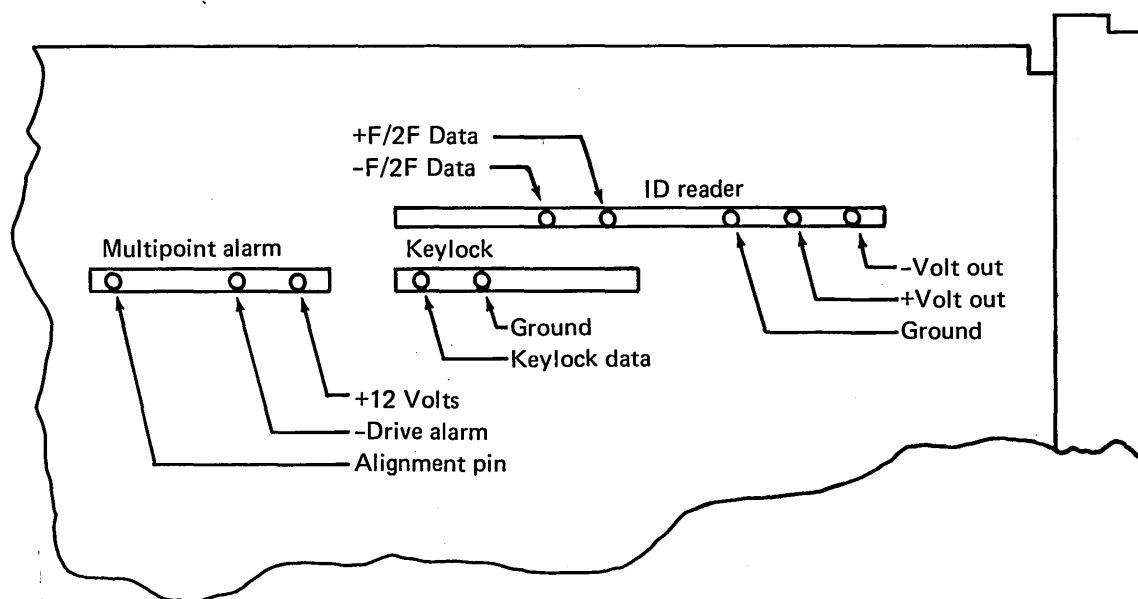 +F/2F Data
–F/2F Data
ID reader
Multipoint alarm
Keylock
–Volt out
+Volt out
Ground
Ground
Keylock data
+12 Volts
–Drive alarm
Alignment pin